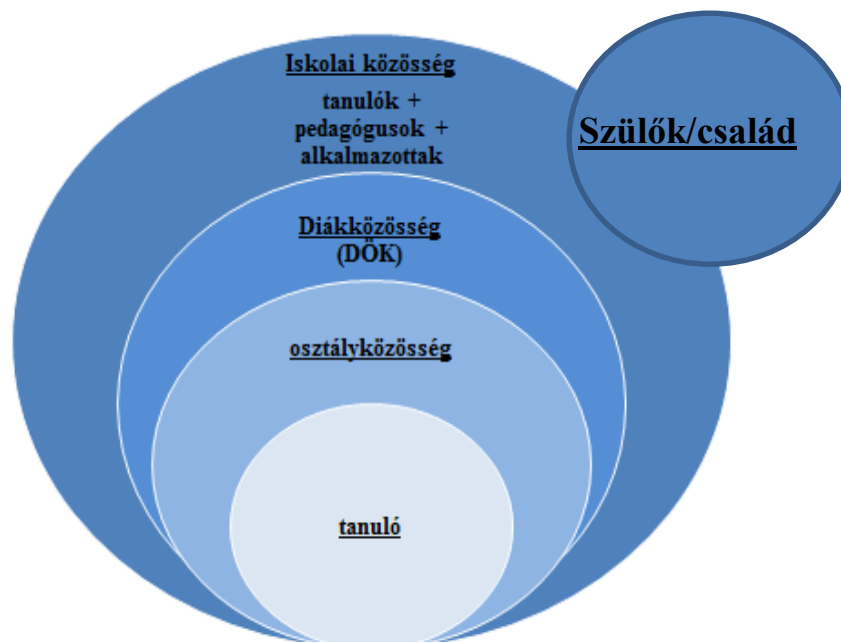 Iskolai közösség
tanulók +
pedagógusok +
alkalmazottak
Szülők/család
Diákközösség
(DÖK)
osztályközösség
tanuló